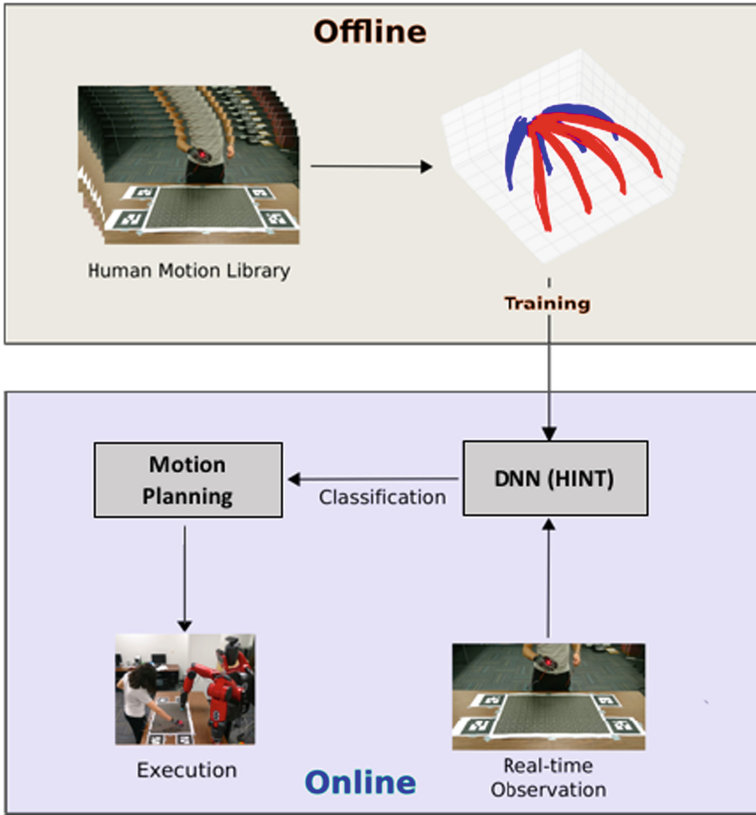 Offline
Human Motion Library
Training
Motion
Planning
Classification
DNN (HINT)
Execution
Online
Real-time
Observation